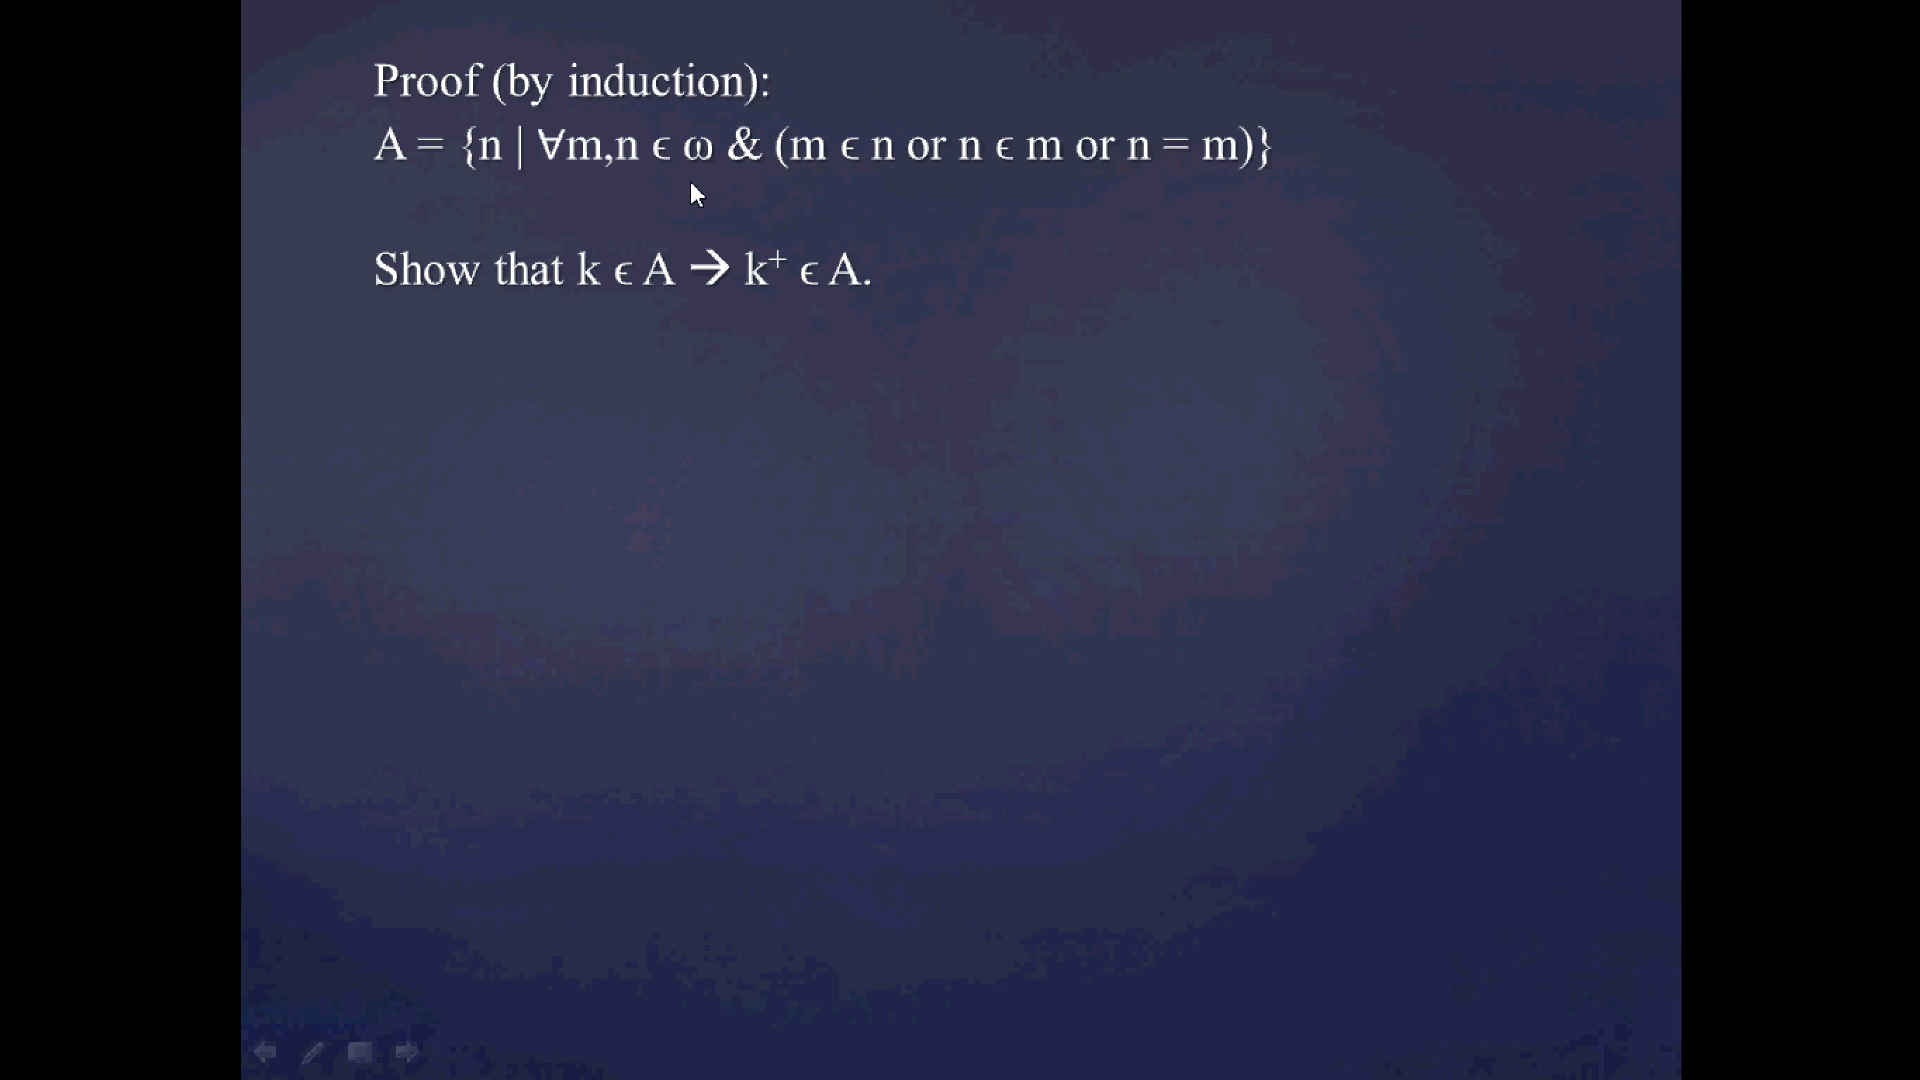 Proof (by induction):
A = {n | ∀m,n ϵ ω & (m ϵ n or n ϵ m or n = m)}
Show that k ϵ A → k⁺ ϵ A.